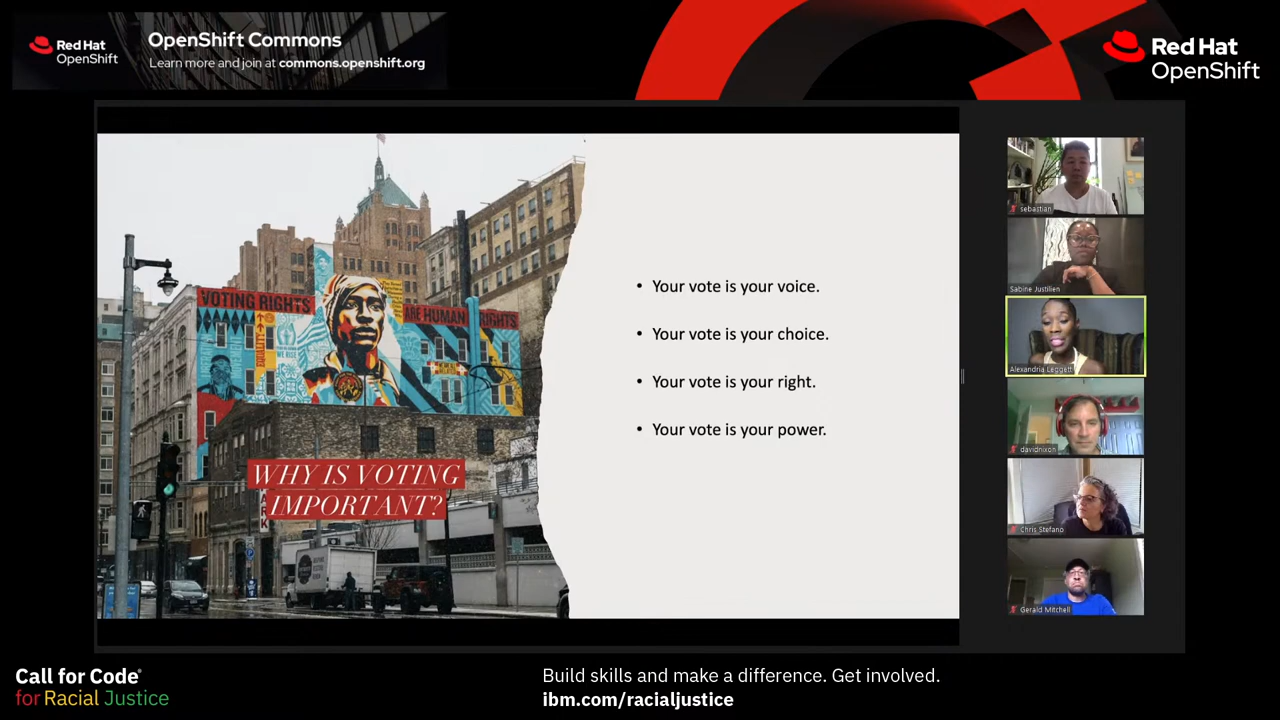 Red Hat
OpenShift
OpenShift Commons
Learn more and join at commons.openshift.org
Red Hat
OpenShift
VOTING RIGHTS
ARE HUMAN
RIGHTS
EQUALITY
WE RISE
WHY IS VOTING
IMPORTANT?
• Your vote is your voice.
• Your vote is your choice.
• Your vote is your right.
• Your vote is your power.
sebastian
Sabine Justilien
Alexandria Leggett
davidnixon
Chris Stefano
Gerald Mitchell
Call for Code®
for Racial Justice
Build skills and make a difference. Get involved.
ibm.com/racialjustice